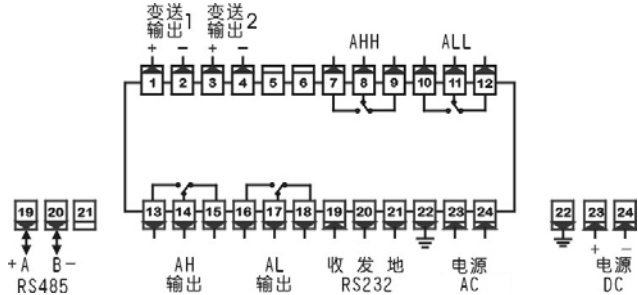 变送 变送
输出1 输出2 AHH ALL
+ - + -
1 2 3 4 5 6 7 8 9 10 11 12
19 20 21 13 14 15 16 17 18 19 20 21 22 23 24 22 23 24
+ -
+A B- AH AL 收 发 地 电源 电源
RS485 输出 输出 RS232 AC DC